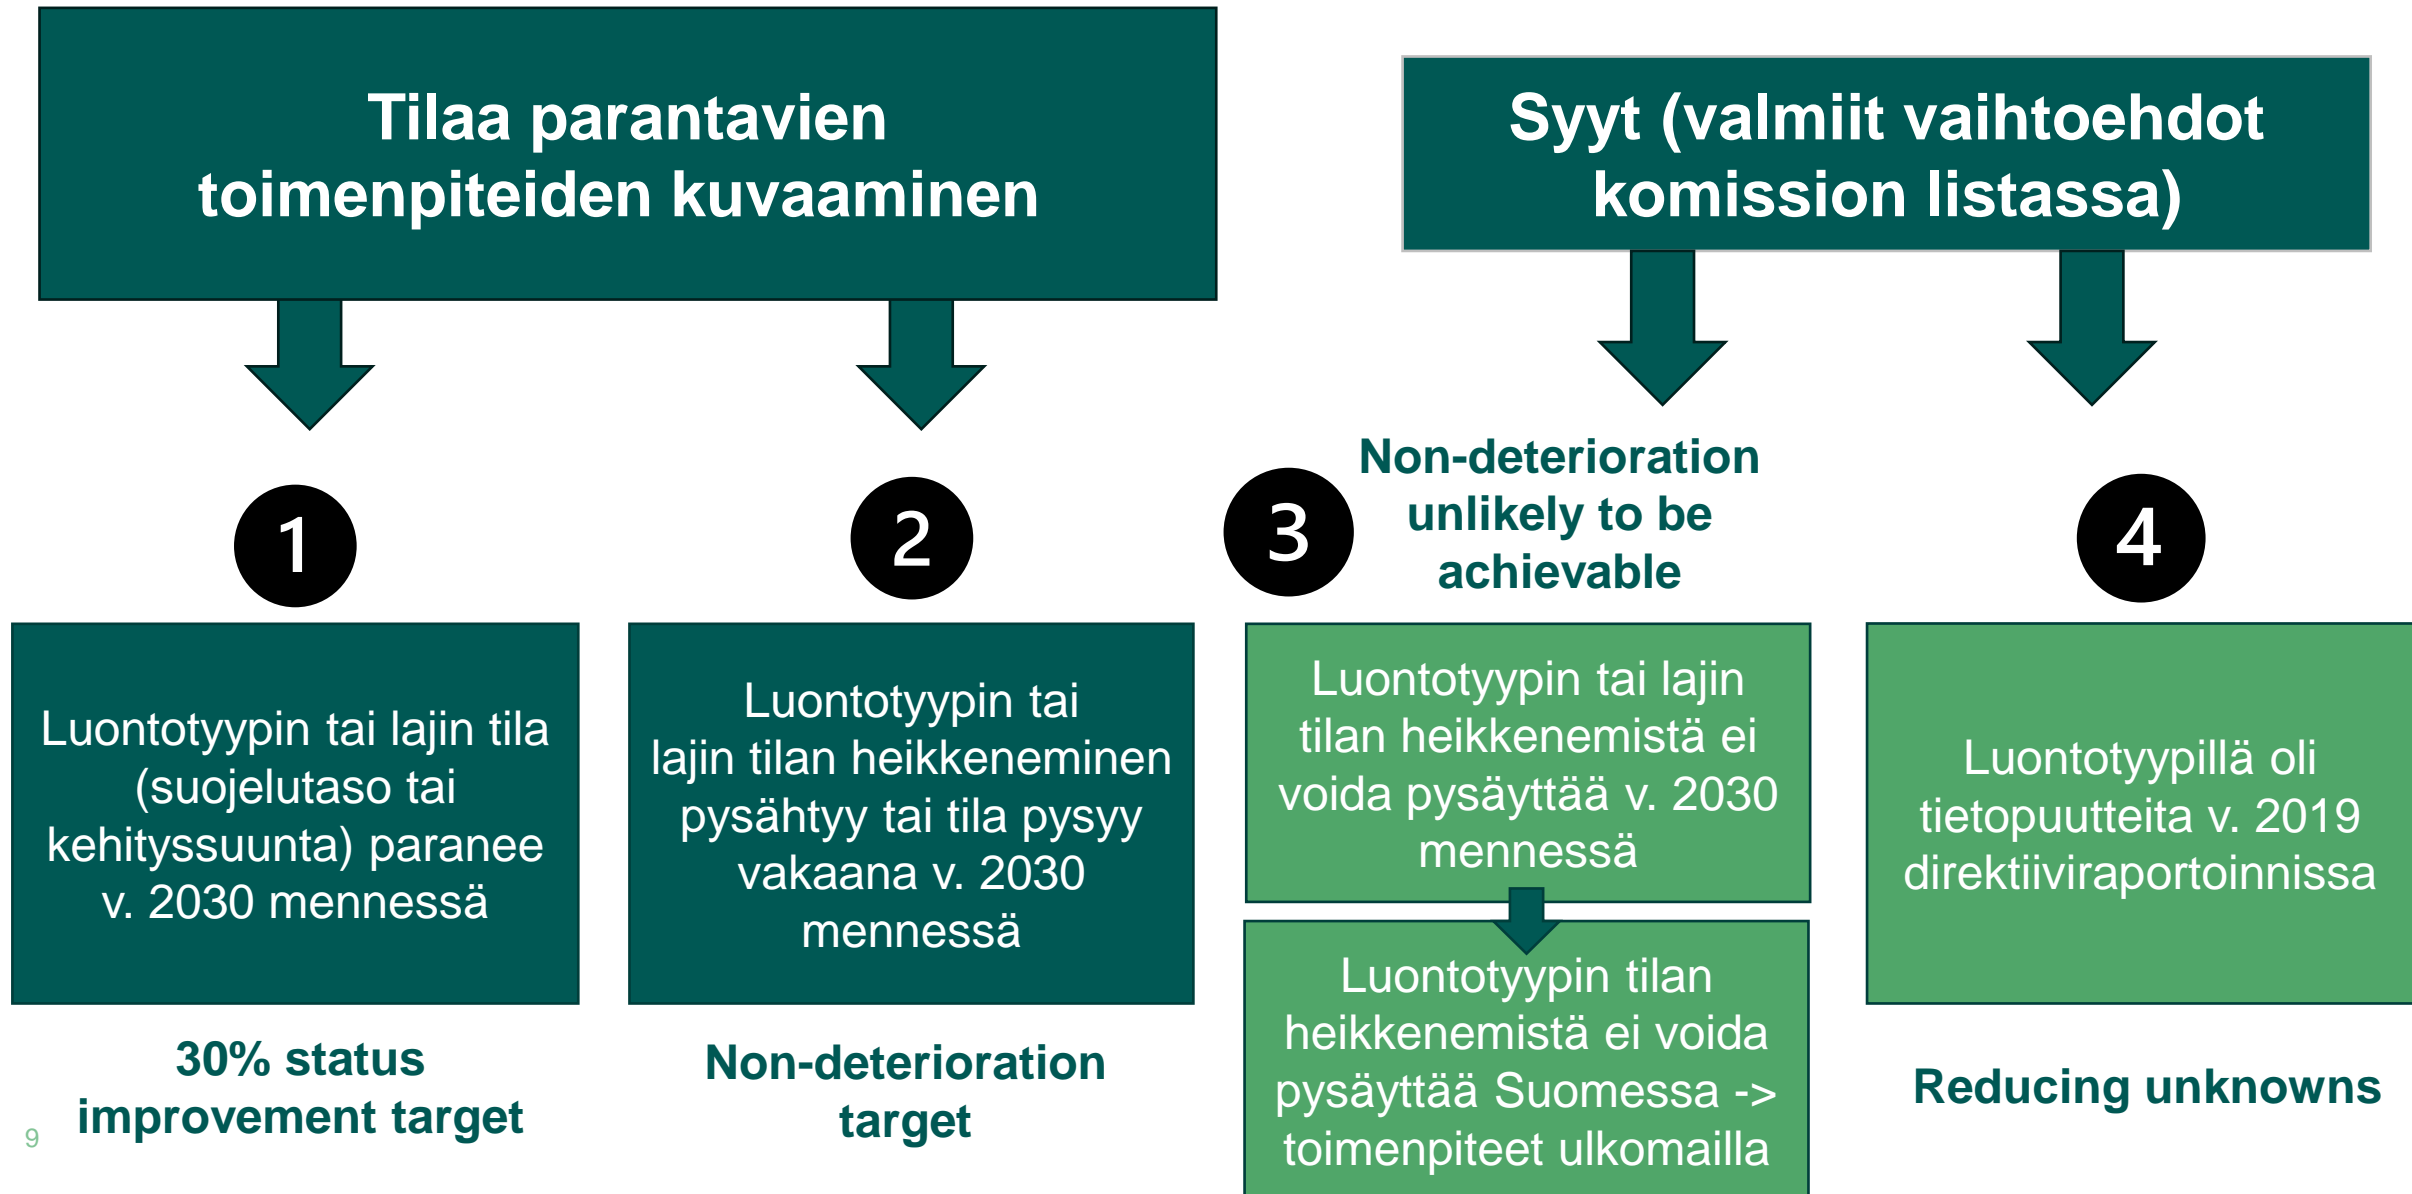 Tilaa parantavien
toimenpiteiden kuvaaminen
Syyt (valmiit vaihtoehdot
komission listassa)
1
Luontotyypin tai lajin tila
(suojelutaso tai
kehityssuunta) paranee
v. 2030 mennessä
30% status
improvement target
2
Luontotyypin tai
lajin tilan heikkeneminen
pysähtyy tai tila pysyy
vakaana v. 2030
mennessä
Non-deterioration
target
3
Non-deterioration
unlikely to be
achievable
Luontotyypin tai lajin
tilan heikkenemistä ei
voida pysäyttää v. 2030
mennessä
Luontotyypin tilan
heikkenemistä ei voida
pysäyttää Suomessa ->
toimenpiteet ulkomailla
4
Luontotyypillä oli
tietopuutteita v. 2019
direktiiviraportoinnissa
Reducing unknowns
9